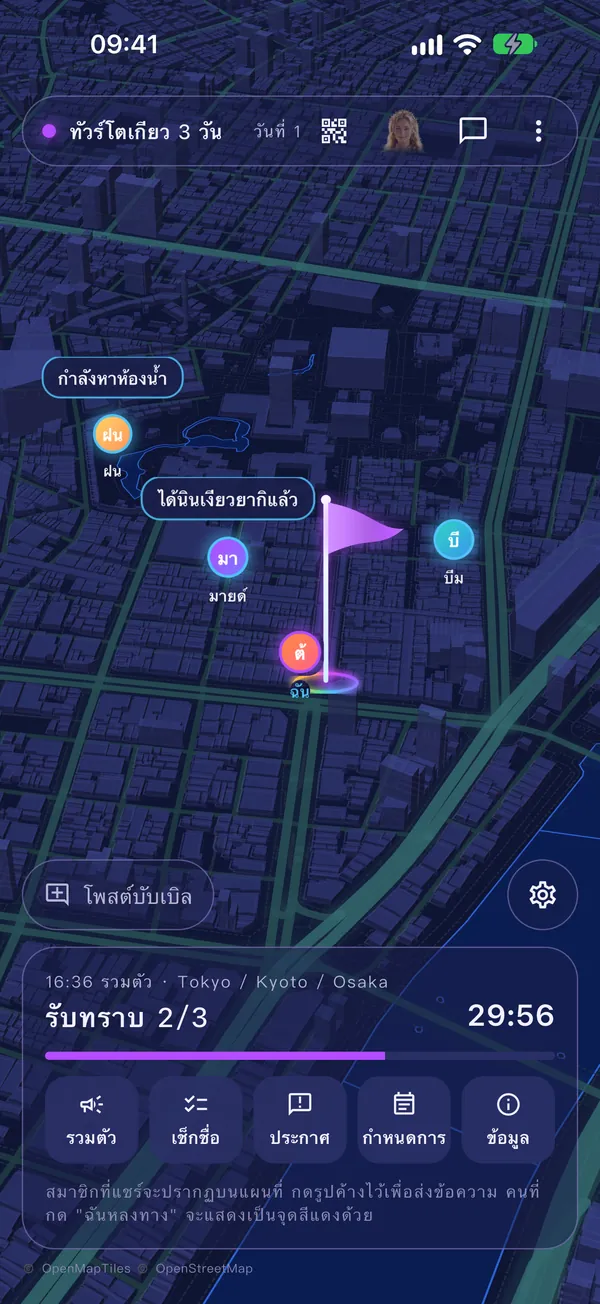 09:41
ทัวร์โตเกียว 3 วัน วันที่ 1
กำลังหาห้องน้ำ
ฝน
ฝน
ได้นินเงียวยากิแล้ว
มา
มายด์
บี
บีม
ต้
ฉัน
โพสต์บับเบิล
16:36 รวมตัว · Tokyo / Kyoto / Osaka
รับทราบ 2/3 29:56
รวมตัว เช็กชื่อ ประกาศ กำหนดการ ข้อมูล
สมาชิกที่แชร์จะปรากฏบนแผนที่ กดรูปค้างไว้เพื่อส่งข้อความ คนที่
กด "ฉันหลงทาง" จะแสดงเป็นจุดสีแดงด้วย
© OpenMapTiles © OpenStreetMap